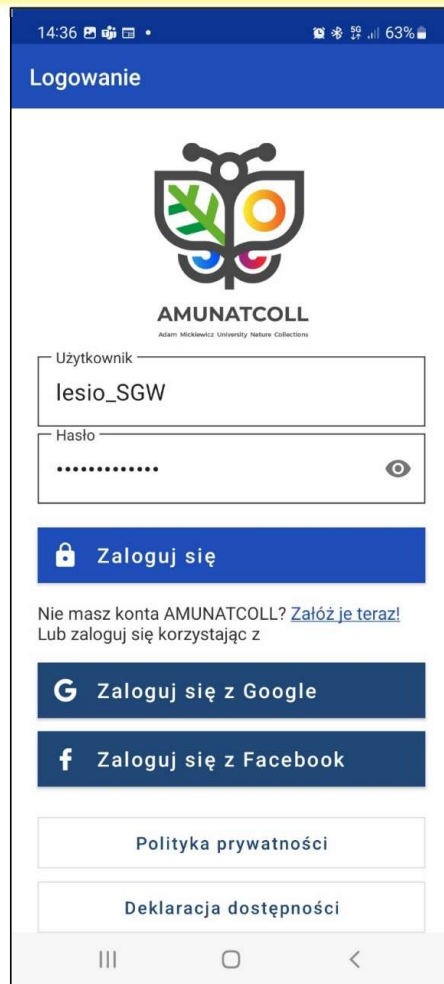 14:36 63%
Logowanie
AMUNATCOLL
Adam Mickiewicz University Nature Collections
Użytkownik
lesio_SGW
Hasło
•••••••••••••
Zaloguj się
Nie masz konta AMUNATCOLL? Załóż je teraz!
Lub zaloguj się korzystając z
G Zaloguj się z Google
f Zaloguj się z Facebook
Polityka prywatności
Deklaracja dostępności